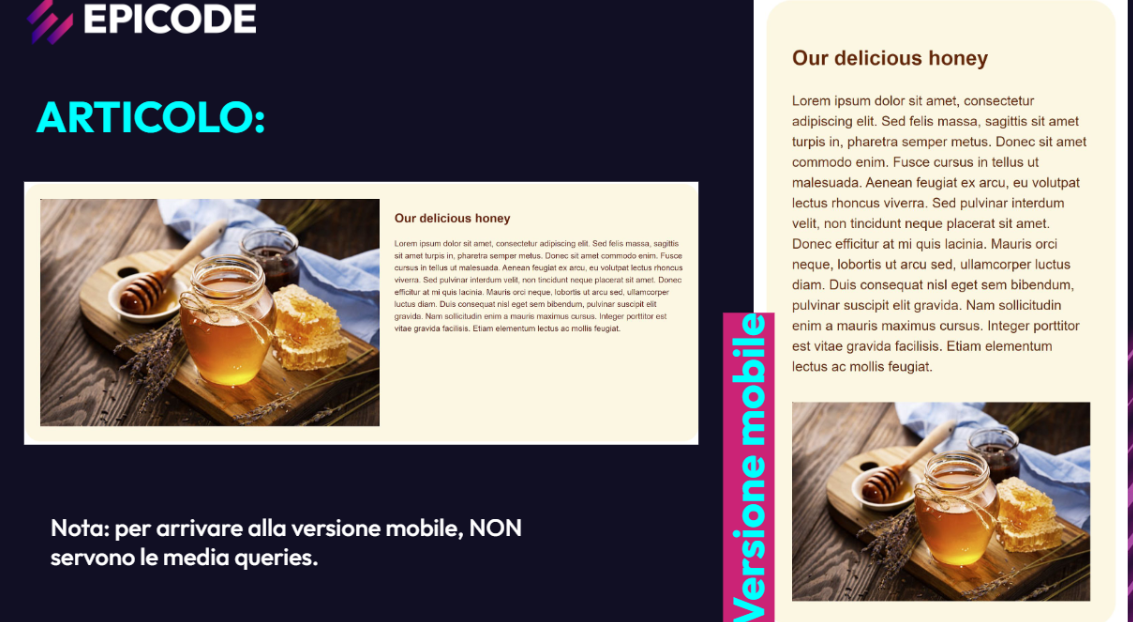 EPICODE
ARTICOLO:
Our delicious honey
Lorem ipsum dolor sit amet, consectetur adipiscing elit. Sed felis massa, sagittis
sit amet turpis in, pharetra semper metus. Donec sit amet commodo enim. Fusce
cursus in tellus ut malesuada. Aenean feugiat ex arcu, eu volutpat lectus rhoncus
viverra. Sed pulvinar interdum velit, non tincidunt neque placerat sit amet. Donec
efficitur at mi quis lacinia. Mauris orci neque, lobortis ut arcu sed, ullamcorper
luctus diam. Duis consequat nisl eget sem bibendum, pulvinar suscipit elit
gravida. Nam sollicitudin enim a mauris maximus cursus. Integer porttitor est
vitae gravida facilisis. Etiam elementum lectus ac mollis feugiat.
Nota: per arrivare alla versione mobile, NON
servono le media queries.
Versione mobile
Our delicious honey
Lorem ipsum dolor sit amet, consectetur
adipiscing elit. Sed felis massa, sagittis sit amet
turpis in, pharetra semper metus. Donec sit amet
commodo enim. Fusce cursus in tellus ut
malesuada. Aenean feugiat ex arcu, eu volutpat
lectus rhoncus viverra. Sed pulvinar interdum
velit, non tincidunt neque placerat sit amet.
Donec efficitur at mi quis lacinia. Mauris orci
neque, lobortis ut arcu sed, ullamcorper luctus
diam. Duis consequat nisl eget sem bibendum,
pulvinar suscipit elit gravida. Nam sollicitudin
enim a mauris maximus cursus. Integer porttitor
est vitae gravida facilisis. Etiam elementum
lectus ac mollis feugiat.